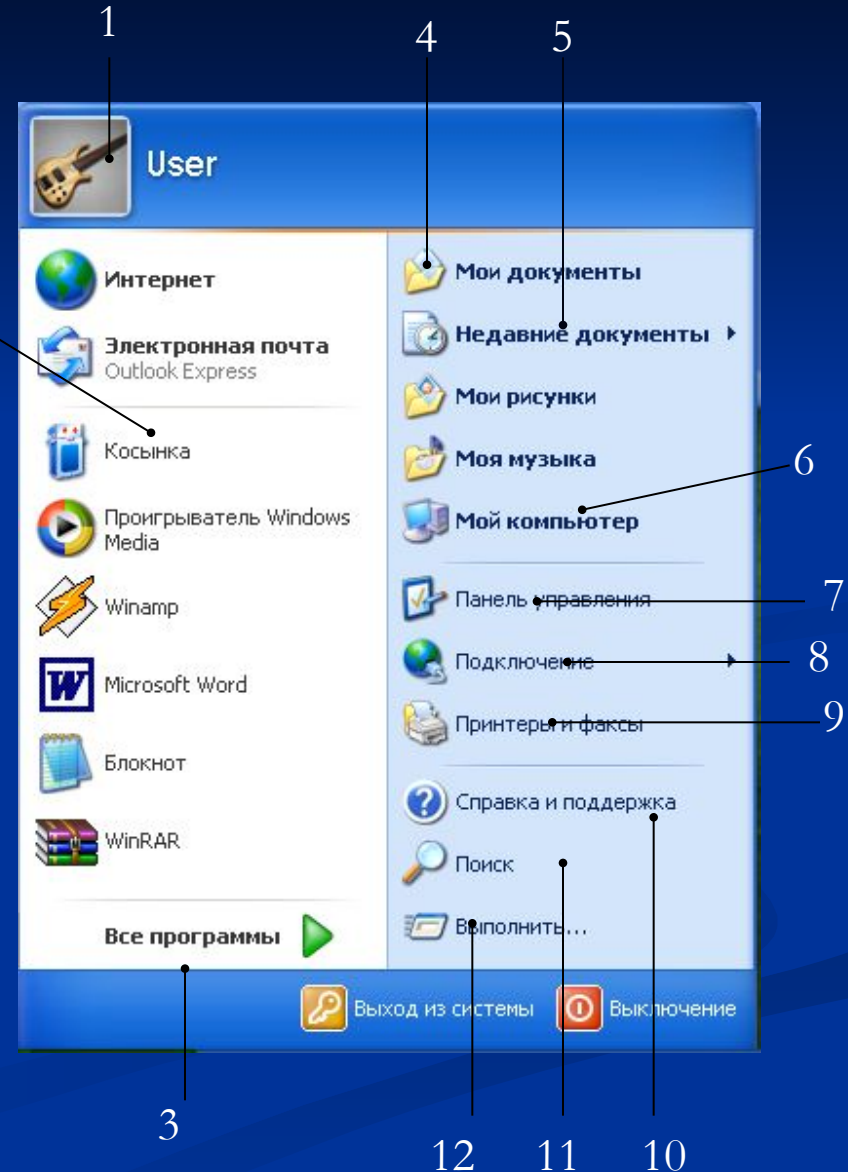 1
4
5
User
Интернет
Электронная почта
Outlook Express
Косынка
Проигрыватель Windows
Media
Winamp
Microsoft Word
Блокнот
WinRAR
Все программы
Мои документы
Недавние документы
Мои рисунки
Моя музыка
6
Мой компьютер
Панель управления
7
Подключение
8
Принтеры и факсы
9
Справка и поддержка
Поиск
Выполнить...
Выход из системы
Выключение
3
12
11
10